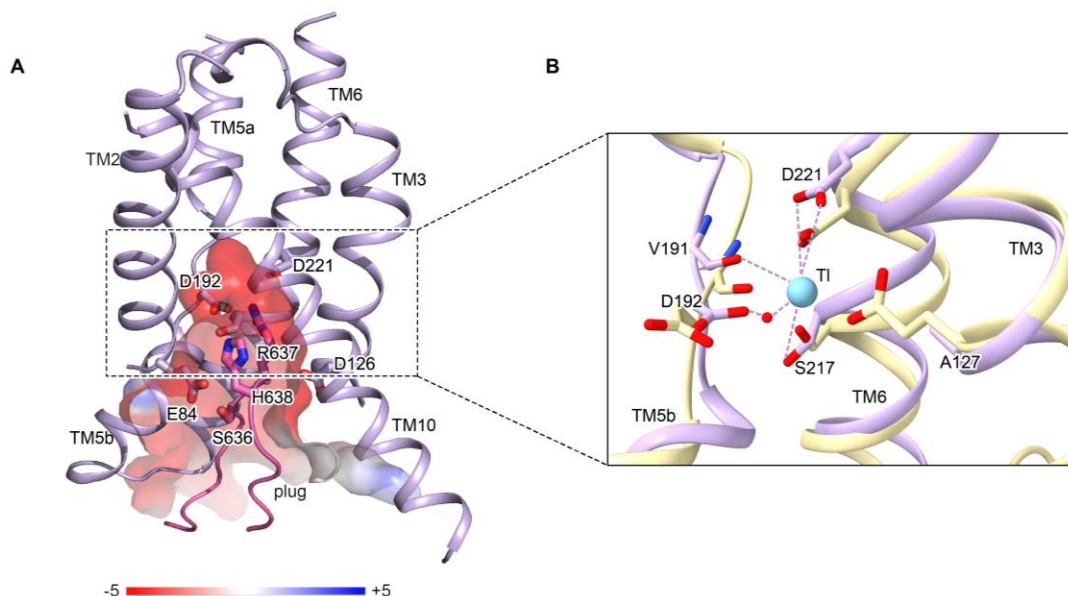 A
TM6
TM5a
TM2
TM3
D221
D192
R637
D126
E84
H638
TM5b
S636
TM10
plug
-5
+5
B
D221
TM3
V191
Tl
D192
A127
S217
TM6
TM5b